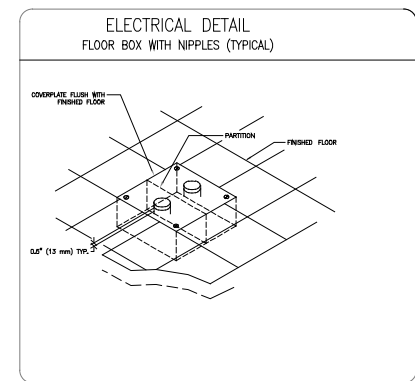 ELECTRICAL DETAIL
FLOOR BOX WITH NIPPLES (TYPICAL)
COVERPLATE FLUSH WITH
FINISHED FLOOR
PARTITION
FINISHED FLOOR
0.5" (13 mm) TYP.